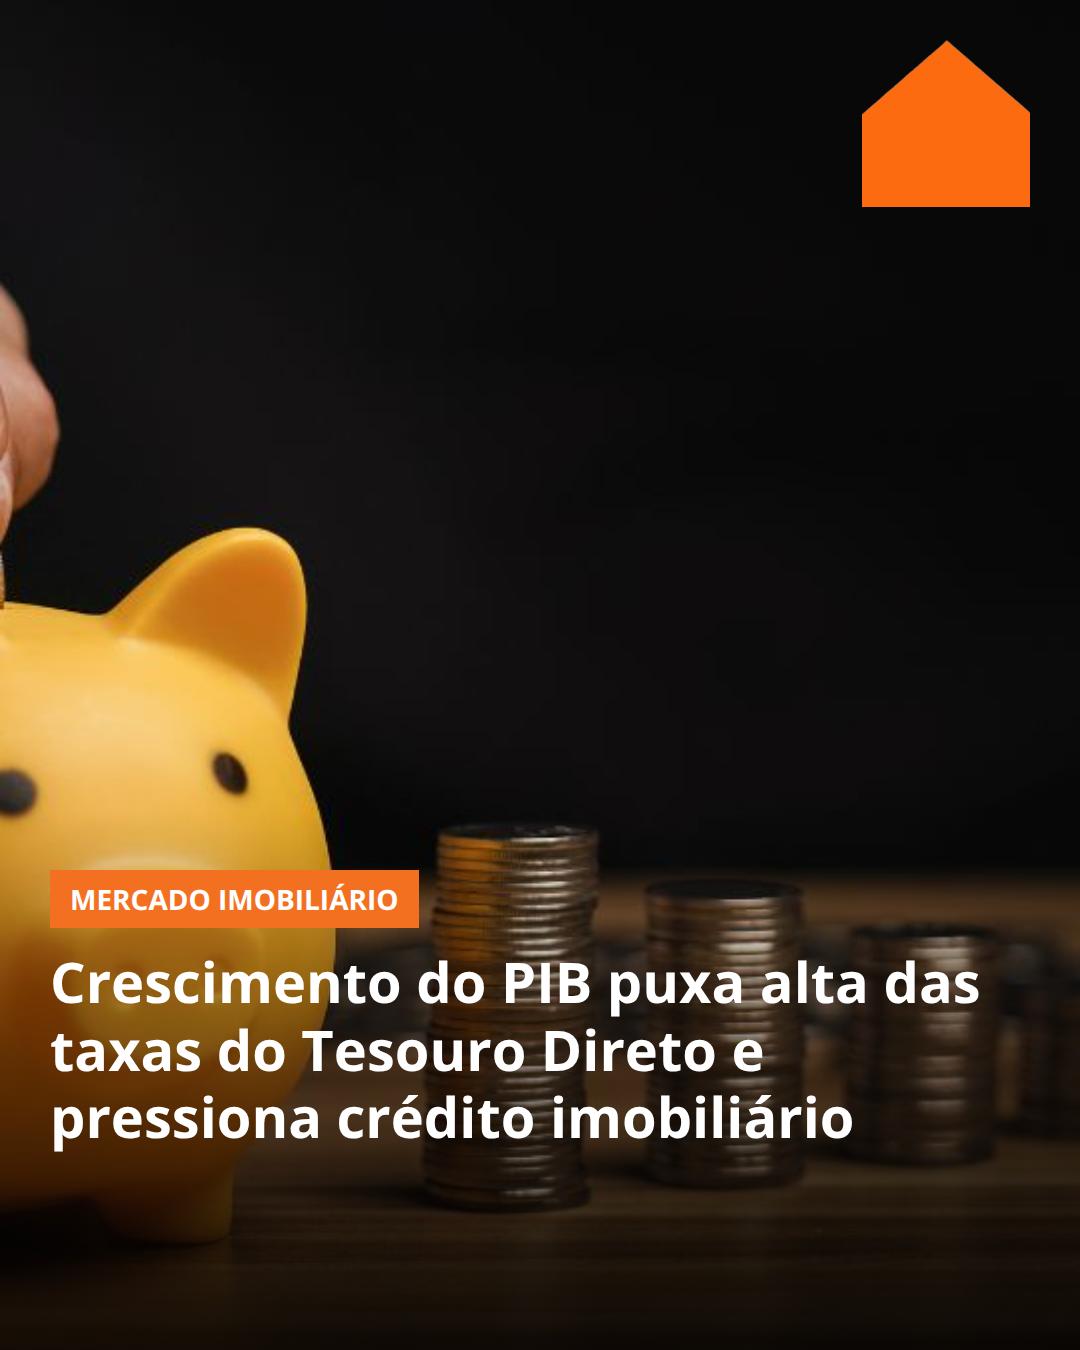 MERCADO IMOBILIÁRIO
Crescimento do PIB puxa alta das
taxas do Tesouro Direto e
pressiona crédito imobiliário